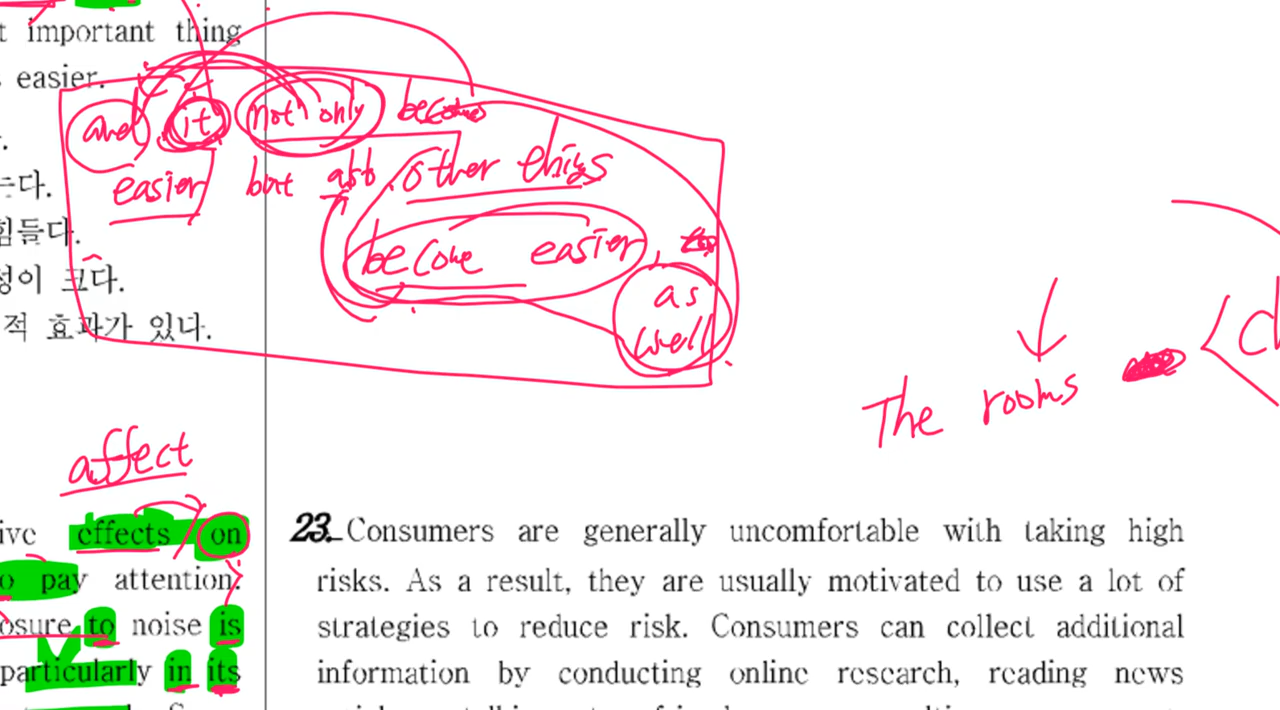 t important thing
easier.
and it not only becomes
easier but also other things
become easier, as
well
는다.
힘들다.
성이 크다.
적 효과가 있다.
The rooms
affect
ive effects on
o pay attention.
osure to noise is
particularly in its
23. Consumers are generally uncomfortable with taking high
risks. As a result, they are usually motivated to use a lot of
strategies to reduce risk. Consumers can collect additional
information by conducting online research, reading news